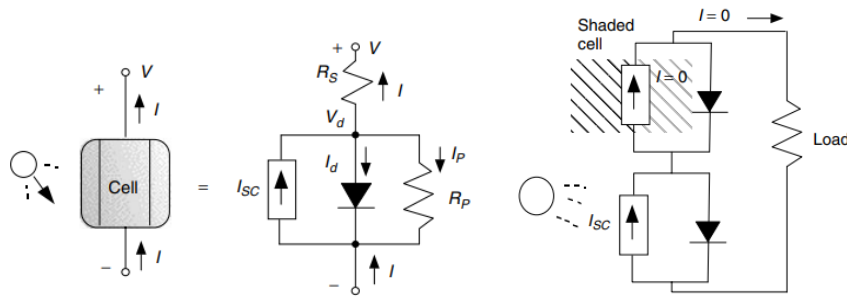 +
V
I
Cell
–
I
=
+
V
R_S
I
V_d
I_SC
I_d
I_P
R_P
I
–
I = 0
Shaded
cell
I = 0
Load
I_SC